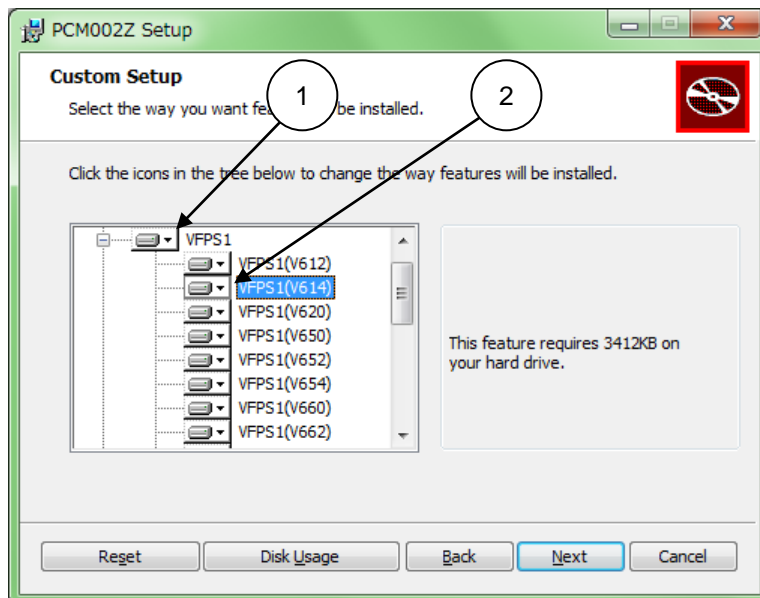 PCM002Z Setup
Custom Setup
1
2
Select the way you want fea be installed.
Click the icons in the tree below to change the way features will be installed.
VFPS1
VFPS1(V612)
VFPS1(V614)
VFPS1(V620)
VFPS1(V650)
VFPS1(V652)
VFPS1(V654)
VFPS1(V660)
VFPS1(V662)
This feature requires 3412KB on
your hard drive.
Reset
Disk Usage
Back
Next
Cancel